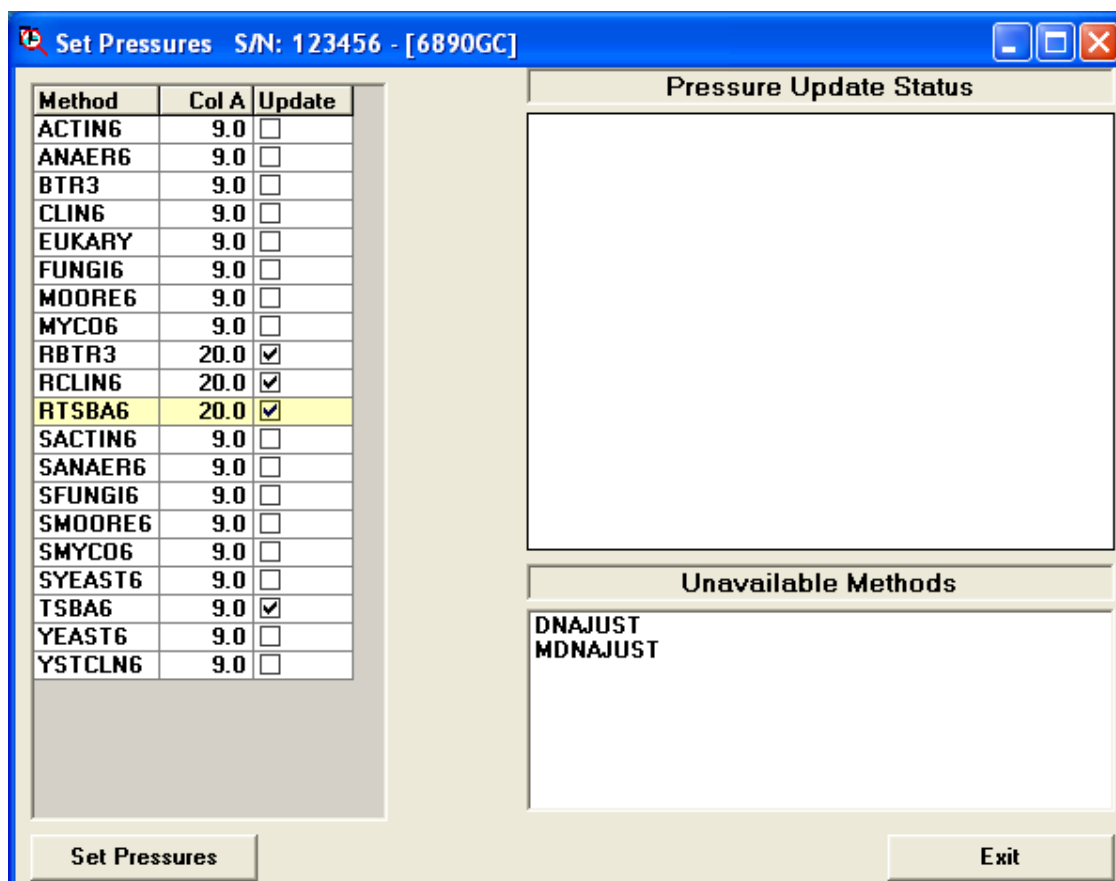 Set Pressures S/N: 123456 - [6890GC]
Method Col A Update
ACTIN6 9.0
ANAER6 9.0
BTR3 9.0
CLIN6 9.0
EUKARY 9.0
FUNGI6 9.0
MOORE6 9.0
MYCO6 9.0
RBTR3 20.0
RCLIN6 20.0
RTSBA6 20.0
SACTIN6 9.0
SANAER6 9.0
SFUNGI6 9.0
SMOORE6 9.0
SMYCO6 9.0
SYEAST6 9.0
TSBA6 9.0
YEAST6 9.0
YSTCLN6 9.0
Pressure Update Status
Unavailable Methods
DNAJUST
MDNAJUST
Set Pressures
Exit